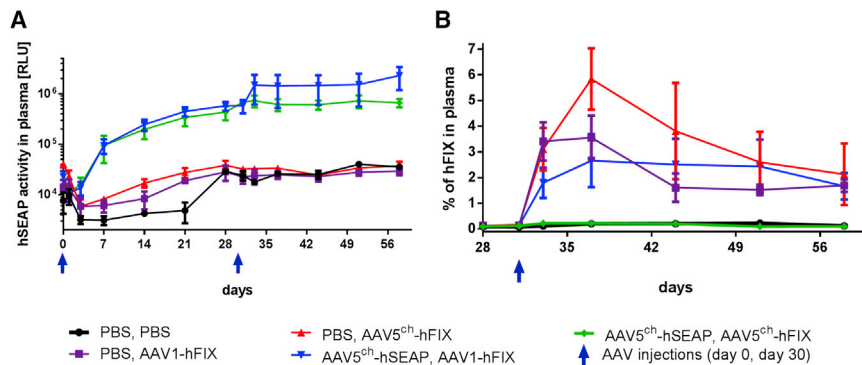 A
B
hSEAP activity in plasma [RLU]
10⁶
10⁵
10⁴
0 7 14 21 28 35 42 49 56
days
% of hFIX in plasma
7
6
5
4
3
2
1
0
28 35 42 49 56
days
PBS, PBS
PBS, AAV5ᶜʰ-hFIX
AAV5ᶜʰ-hSEAP, AAV5ᶜʰ-hFIX
PBS, AAV1-hFIX
AAV5ᶜʰ-hSEAP, AAV1-hFIX
AAV injections (day 0, day 30)